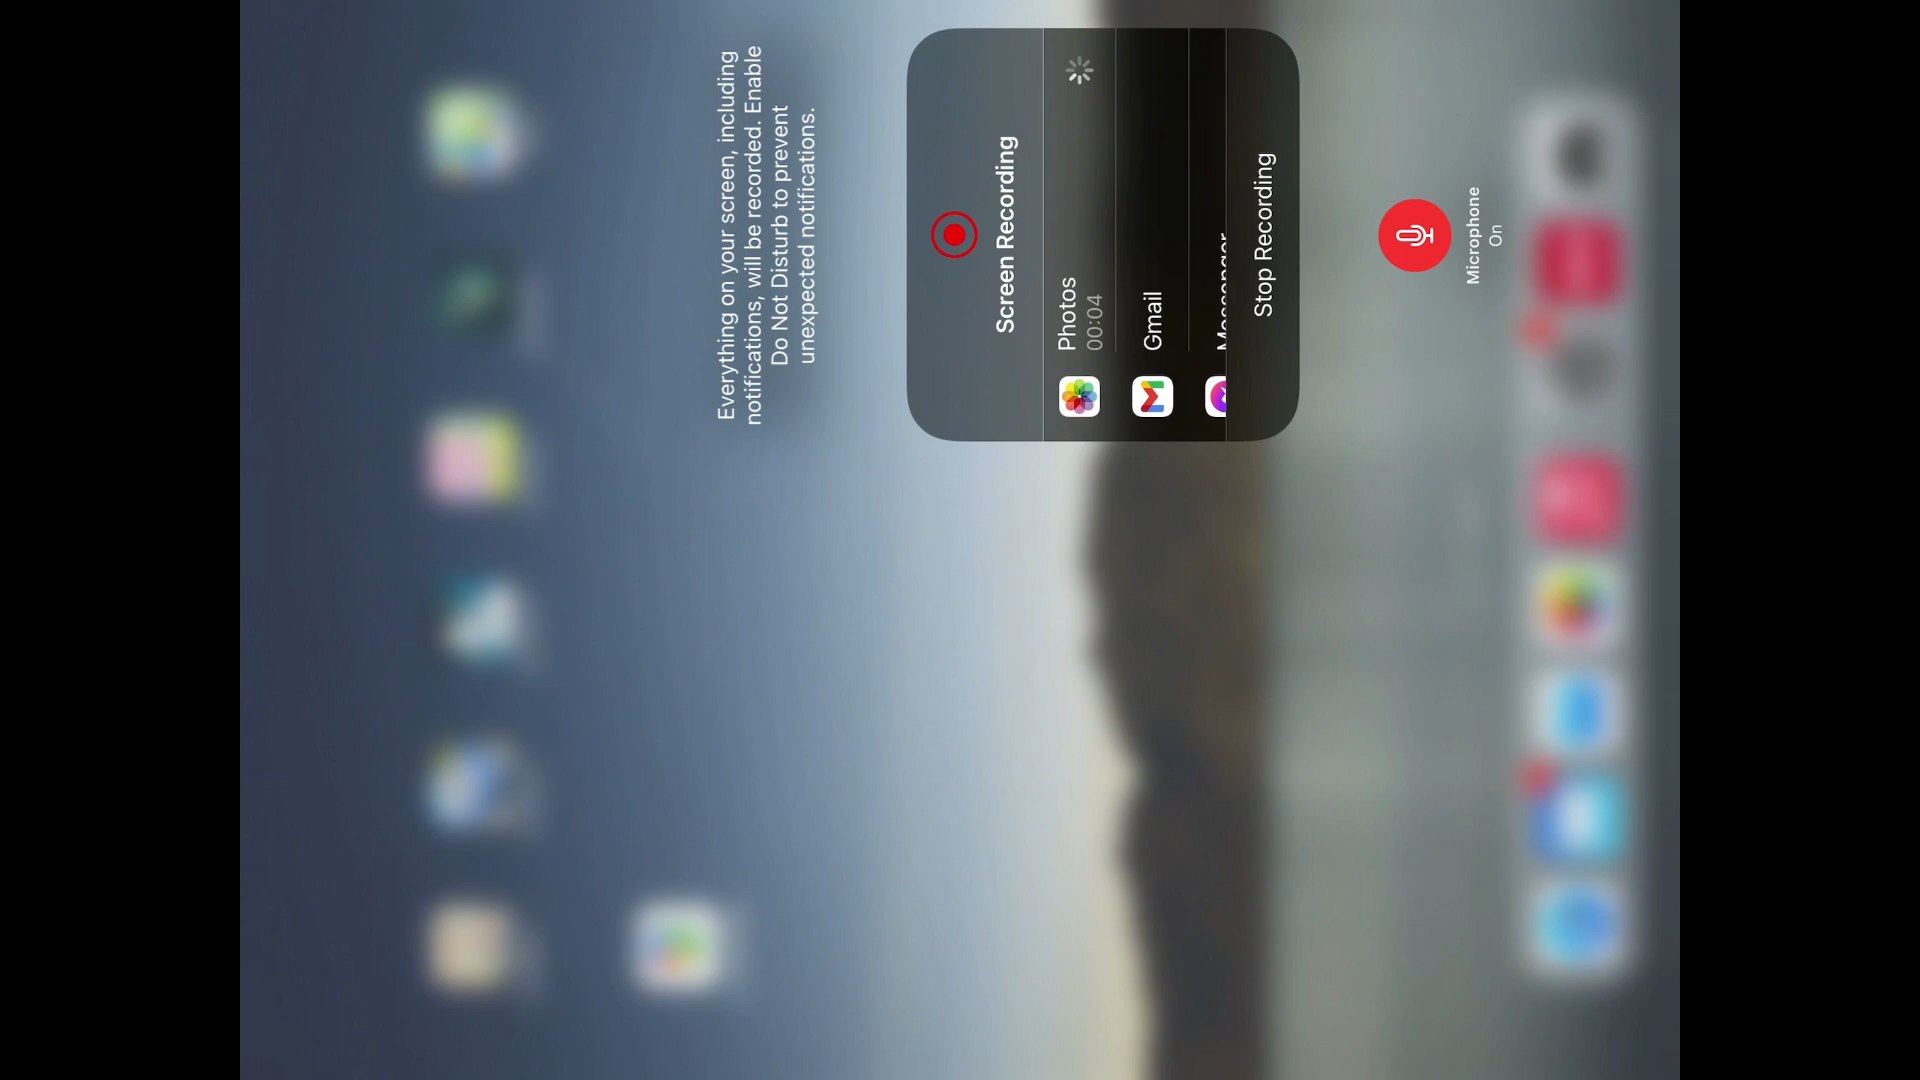 Everything on your screen, including
notifications, will be recorded. Enable
Do Not Disturb to prevent
unexpected notifications.
Screen Recording
Photos
00:04
Gmail
Messenger
Stop Recording
Microphone
On